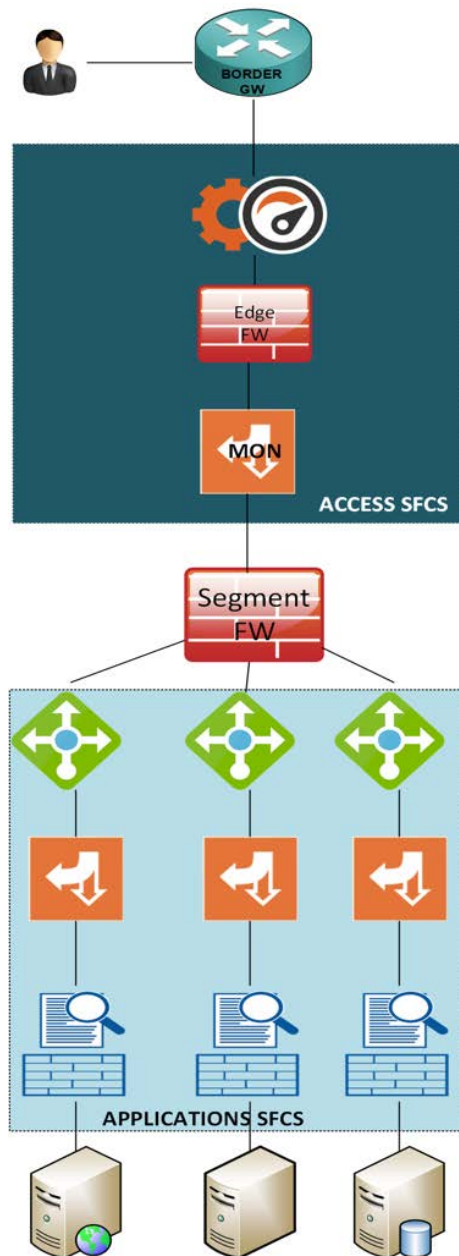 BORDER
GW
Edge
FW
MON
ACCESS SFCS
Segment
FW
APPLICATIONS SFCS